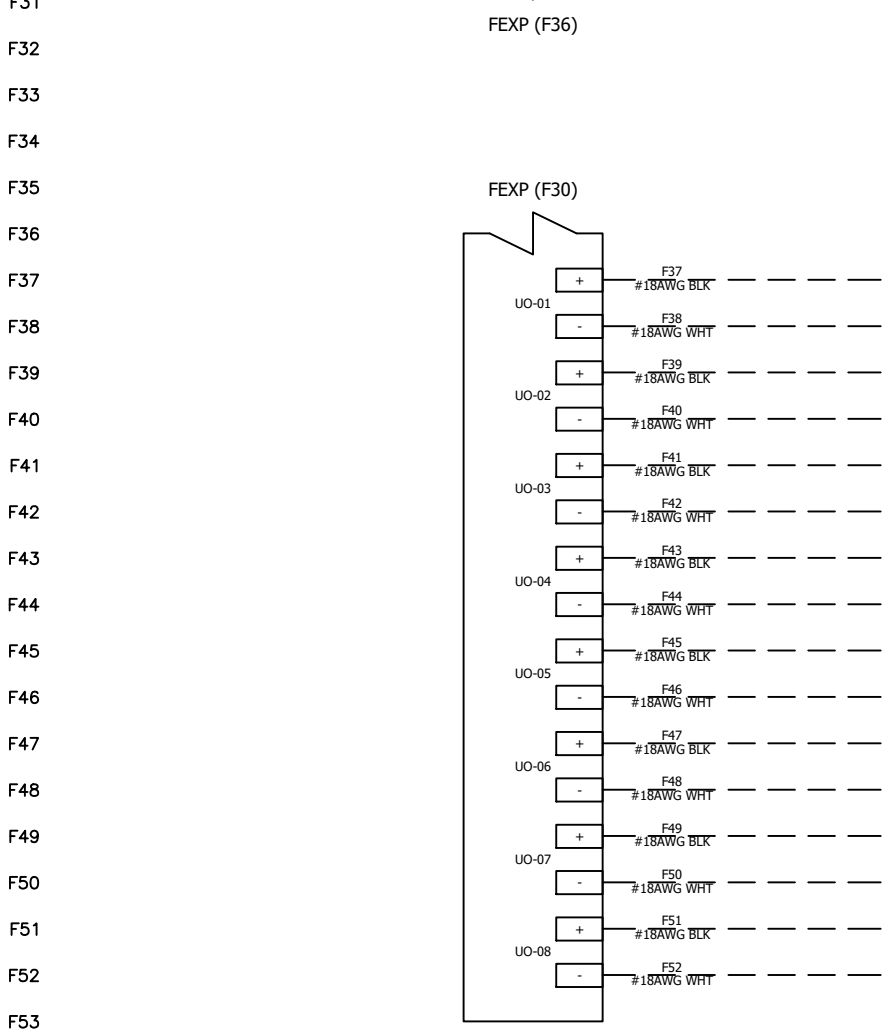 F31
FEXP (F36)
F32
F33
F34
F35 FEXP (F30)
F36
F37 + F37
#18AWG BLK
UO-01
F38 - F38
#18AWG WHT
F39 + F39
#18AWG BLK
UO-02
F40 - F40
#18AWG WHT
F41 + F41
#18AWG BLK
UO-03
F42 - F42
#18AWG WHT
F43 + F43
#18AWG BLK
UO-04
F44 - F44
#18AWG WHT
F45 + F45
#18AWG BLK
UO-05
F46 - F46
#18AWG WHT
F47 + F47
#18AWG BLK
UO-06
F48 - F48
#18AWG WHT
F49 + F49
#18AWG BLK
UO-07
F50 - F50
#18AWG WHT
F51 + F51
#18AWG BLK
UO-08
F52 - F52
#18AWG WHT
F53